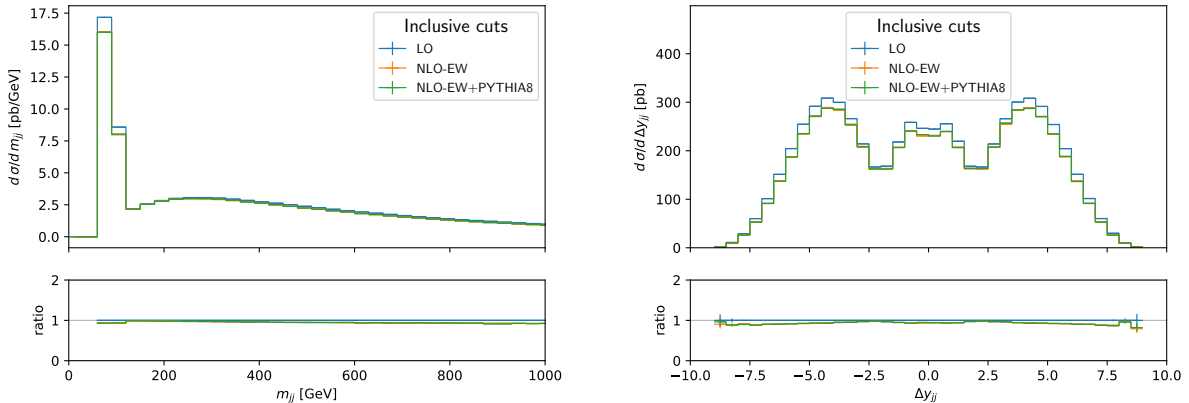 Inclusive cuts
LO
NLO-EW
NLO-EW+PYTHIA8
17.5
15.0
12.5
10.0
7.5
5.0
2.5
0.0
dσ/dm_jj [pb/GeV]
2
1
0
ratio
0 200 400 600 800 1000
m_jj [GeV]
Inclusive cuts
LO
NLO-EW
NLO-EW+PYTHIA8
400
300
200
100
0
dσ/dΔy_jj [pb]
2
1
0
ratio
−10.0 −7.5 −5.0 −2.5 0.0 2.5 5.0 7.5 10.0
Δy_jj